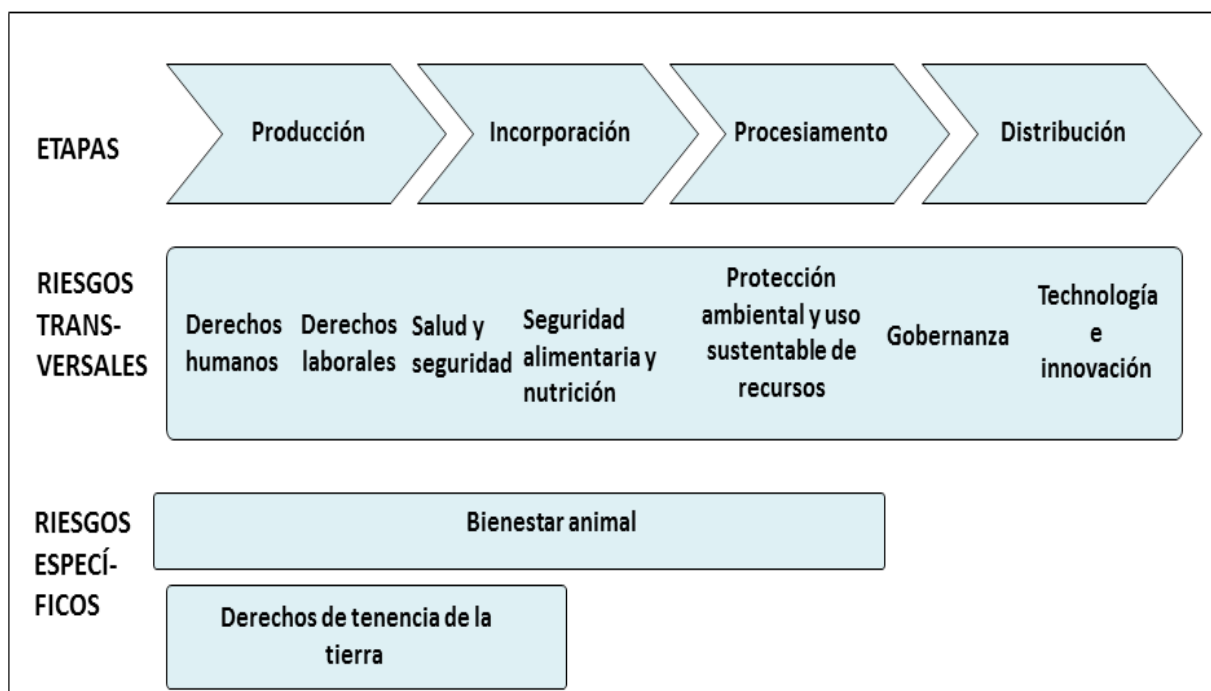 ETAPAS
Producción
Incorporación
Procesiamento
Distribución
RIESGOS
TRANS-
VERSALES
Derechos
humanos
Derechos
laborales
Salud y
seguridad
Seguridad
alimentaria y
nutrición
Protección
ambiental y uso
sustentable de
recursos
Gobernanza
Technología
e
innovación
RIESGOS
ESPECÍ-
FICOS
Bienestar animal
Derechos de tenencia de la
tierra